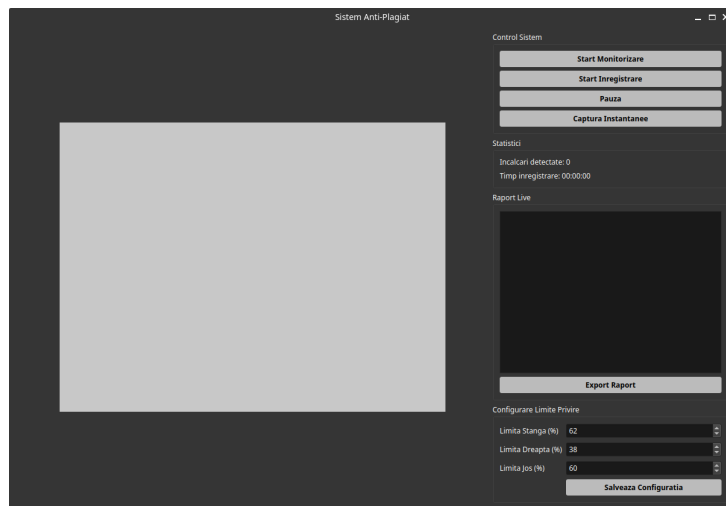 Sistem Anti-Plagiat
Control Sistem
Start Monitorizare
Start Inregistrare
Pauza
Captura Instantanee
Statistici
Incalcari detectate: 0
Timp inregistrare: 00:00:00
Raport Live
Export Raport
Configurare Limite Privire
Limita Stanga (%) 62
Limita Dreapta (%) 38
Limita Jos (%) 60
Salveaza Configuratia